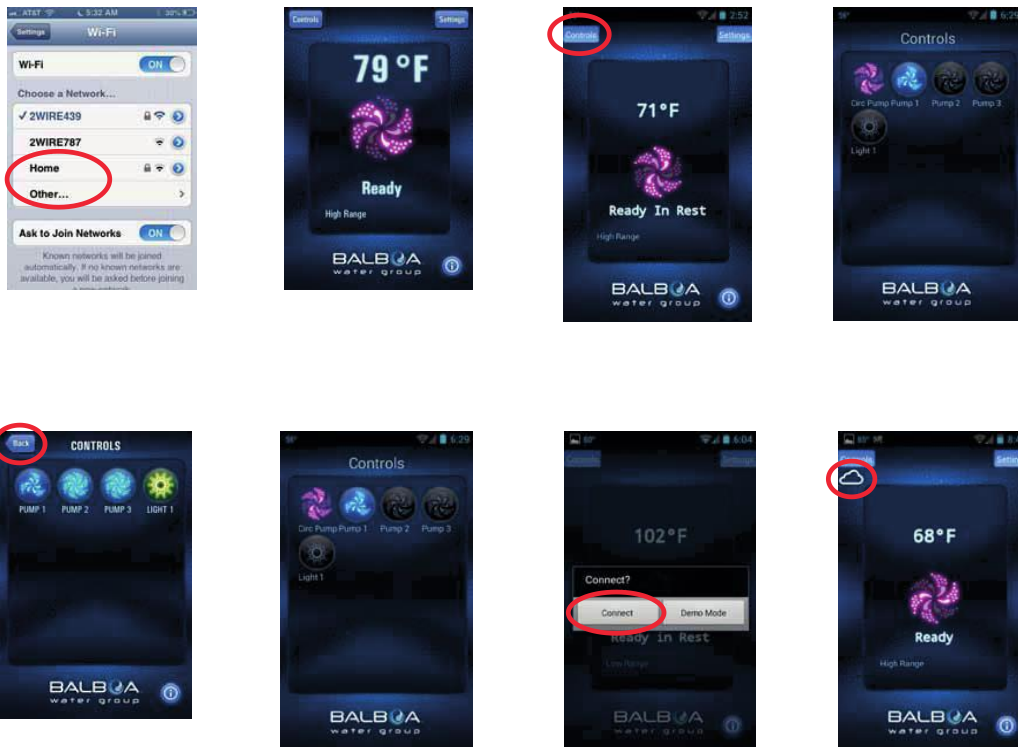 AT&T 5:32 AM 30%
Settings
Wi-Fi
Wi-Fi ON
Choose a Network...
✓ 2WIRE439
2WIRE787
Home
Other...
Ask to Join Networks ON
Known networks will be joined
automatically. If no known networks are
available, you will be asked before joining
a new network.
Controls Settings
79 °F
Ready
High Range
BALBOA
water group
2:52
Controls Settings
71°F
Ready In Rest
High Range
BALBOA
water group
6:29
Controls
Circ Pump Pump 1 Pump 2 Pump 3
Light 1
BALBOA
water group
Back CONTROLS
PUMP 1 PUMP 2 PUMP 3 LIGHT 1
BALBOA
water group
6:29
Controls
Circ Pump Pump 1 Pump 2 Pump 3
Light 1
BALBOA
water group
6:04
Controls Settings
102°F
Connect?
Connect Demo Mode
Ready in Rest
Low Range
BALBOA
water group
Controls
68°F
Ready
High Range
BALBOA
water group